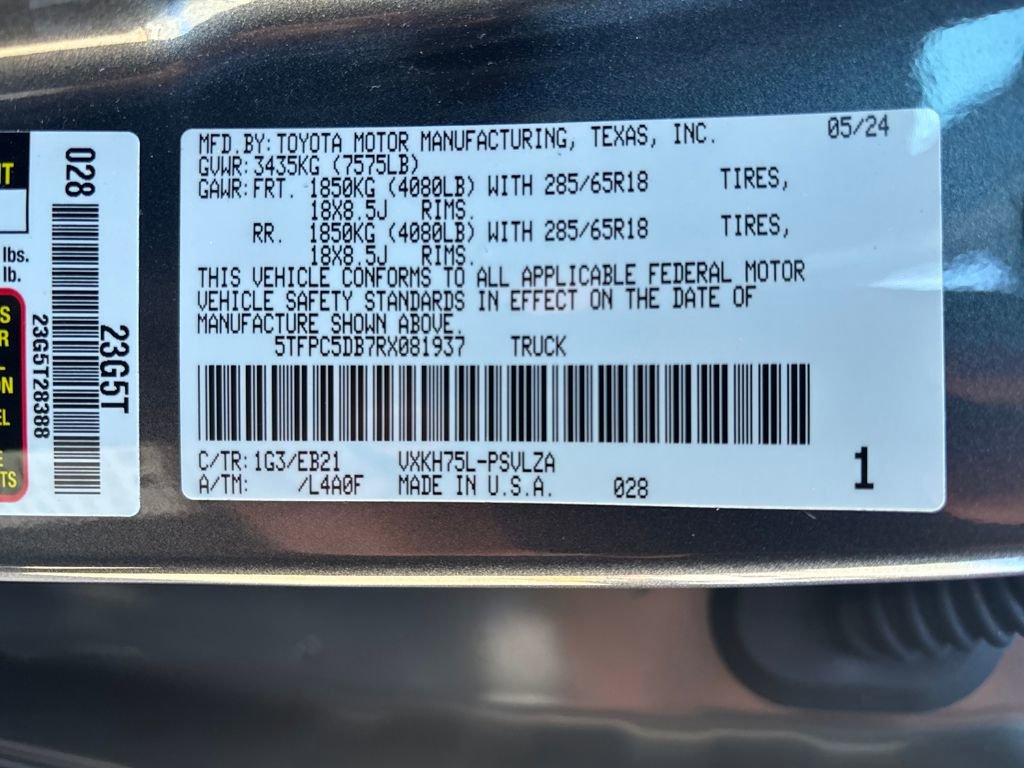 MFD.BY:TOYOTA MOTOR MANUFACTURING, TEXAS, INC. 05/24
GVWR:3435KG (7575LB)
GAWR:FRT. 1850KG (4080LB) WITH 285/65R18 TIRES,
18X8.5J RIMS.
RR. 1850KG (4080LB) WITH 285/65R18 TIRES,
18X8.5J RIMS.
THIS VEHICLE CONFORMS TO ALL APPLICABLE FEDERAL MOTOR
VEHICLE SAFETY STANDARDS IN EFFECT ON THE DATE OF
MANUFACTURE SHOWN ABOVE.
5TFPC5DB7RX081937 TRUCK
C/TR:1G3/EB21 VXKH75L-PSVLZA
A/TM: /L4A0F MADE IN U.S.A. 028
1
028
23G5T
23G5T28388
lbs.
lb.